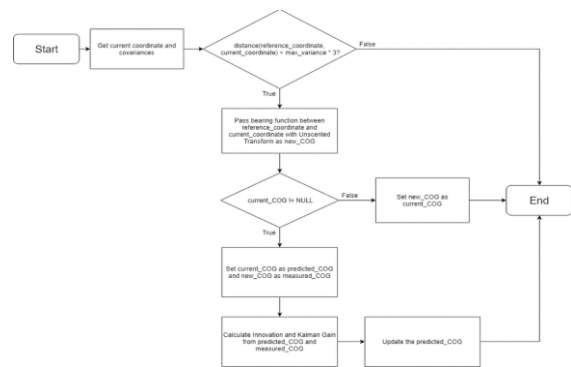 Start
Get current coordinate and
covariances
distance(reference_coordinate,
current_coordinate) > max_variance * 3?
False
True
Pass bearing function between
reference_coordinate and
current_coordinate with Unscented
Transform as new_COG
current_COG != NULL
False
Set new_COG as
current_COG
End
True
Set current_COG as predicted_COG
and new_COG as measured_COG
Calculate Innovation and Kalman Gain
from predicted_COG and
measured_COG
Update the predicted_COG